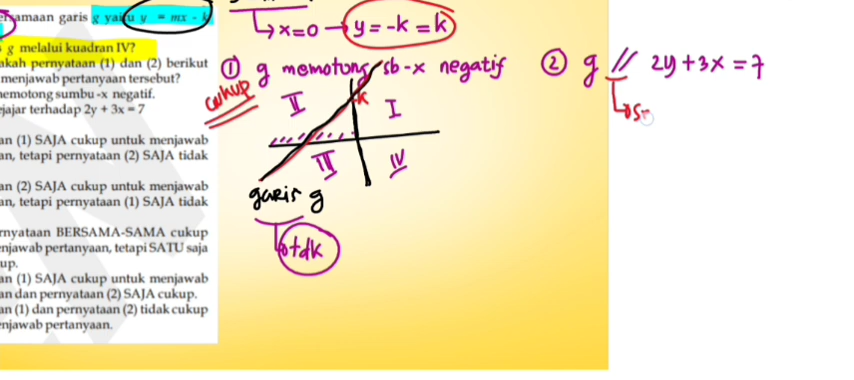 samaan garis g yaitu y = mx - k
g melalui kuadran IV?
akah pernyataan (1) dan (2) berikut
menjawab pertanyaan tersebut?
memotong sumbu -x negatif.
ejajar terhadap 2y + 3x = 7
an (1) SAJA cukup untuk menjawab
an, tetapi pernyataan (2) SAJA tidak
an (2) SAJA cukup untuk menjawab
an, tetapi pernyataan (1) SAJA tidak
rnyataan BERSAMA-SAMA cukup
enjawab pertanyaan, tetapi SATU saja
up.
an (1) SAJA cukup untuk menjawab
an dan pernyataan (2) SAJA cukup.
an (1) dan pernyataan (2) tidak cukup
enjawab pertanyaan.
x=0 → y = -k = k
① g memotong sb-x negatif
cukup
II
k
I
III
IV
garis g
tdk
② g // 2y+3x = 7